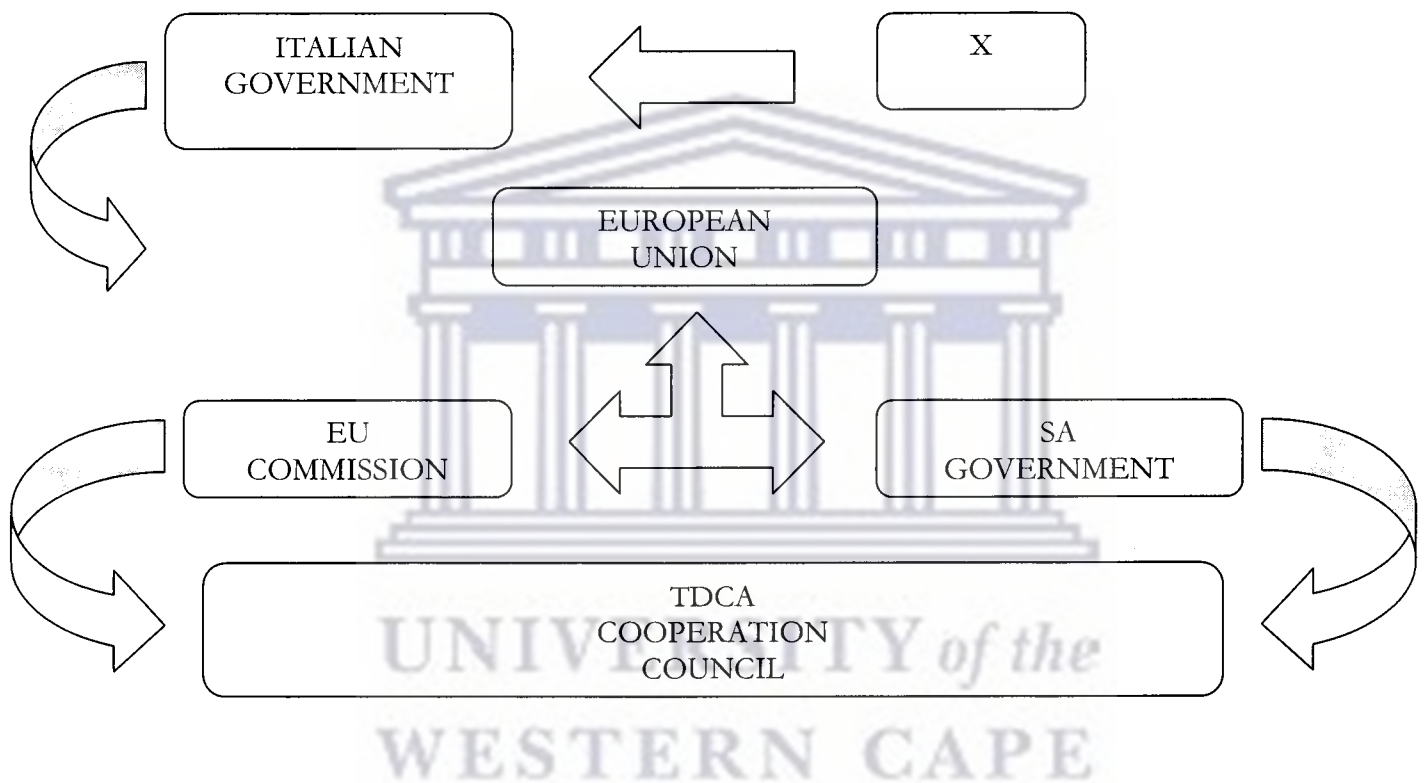 ITALIAN
GOVERNMENT
X
EUROPEAN
UNION
EU
COMMISSION
SA
GOVERNMENT
TDCA
COOPERATION
COUNCIL
UNIVERSITY of the
WESTERN CAPE